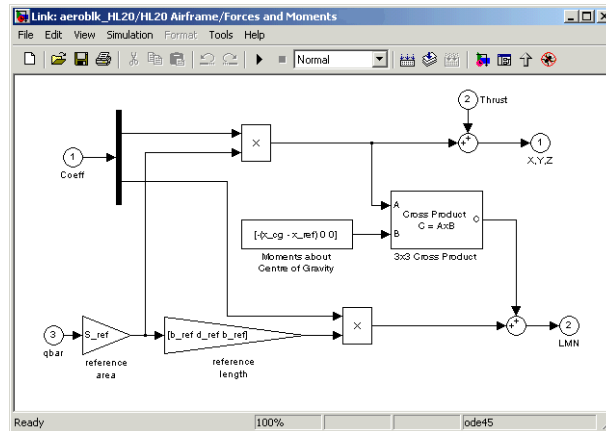 Link: aeroblk_HL20/HL20 Airframe/Forces and Moments
File Edit View Simulation Format Tools Help
Normal
2
Thrust
1
Coeff
×
1
X,Y,Z
[-(x_cg - x_ref) 0 0]
Moments about
Centre of Gravity
A
B
Cross Product
C = AxB
C
3x3 Cross Product
3
qbar
S_ref
reference
area
[b_ref d_ref b_ref]
reference
length
×
2
LMN
Ready 100% ode45